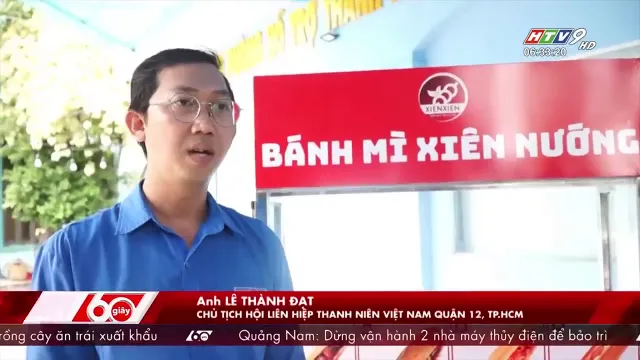 HTV9 HD
06:33:20
XIENXIEN
BÁNH MÌ XIÊN NƯỚNG
60 giây
Anh LÊ THÀNH ĐẠT
CHỦ TỊCH HỘI LIÊN HIỆP THANH NIÊN VIỆT NAM QUẬN 12, TP.HCM
rồng cây ăn trái xuất khẩu
Quảng Nam: Dừng vận hành 2 nhà máy thủy điện để bảo trì